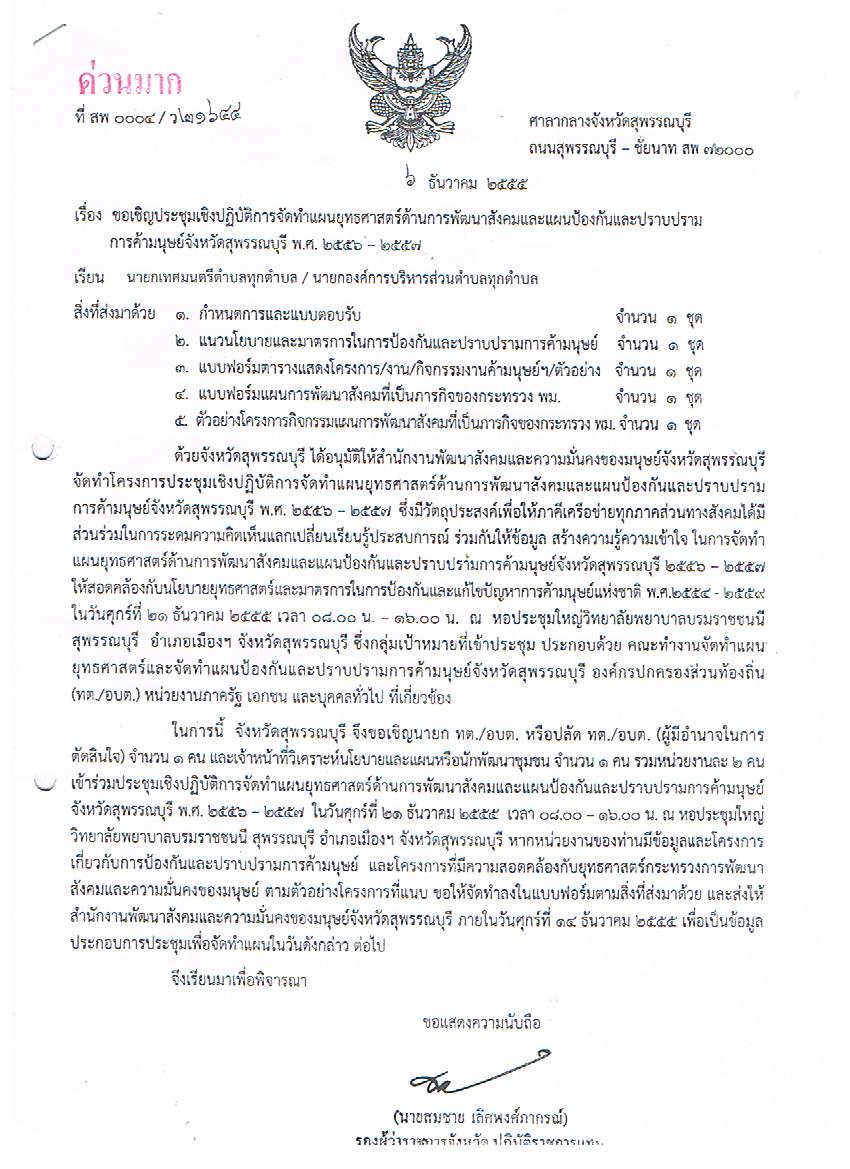 ด่วนมาก
ที่ สพ ๐๐๐๔ / ว๒๑๖๔๔
ศาลากลางจังหวัดสุพรรณบุรี
ถนนสุพรรณบุรี – ชัยนาท สพ ๗๒๐๐๐
๖ ธันวาคม ๒๕๕๕
เรื่อง ขอเชิญประชุมเชิงปฏิบัติการจัดทำแผนยุทธศาสตร์ด้านการพัฒนาสังคมและแผนป้องกันและปราบปราม
การค้ามนุษย์จังหวัดสุพรรณบุรี พ.ศ. ๒๕๕๖ – ๒๕๕๗
เรียน นายกเทศมนตรีตำบลทุกตำบล / นายกองค์การบริหารส่วนตำบลทุกตำบล
สิ่งที่ส่งมาด้วย ๑. กำหนดการและแบบตอบรับ จำนวน ๑ ชุด
๒. แนวนโยบายและมาตรการในการป้องกันและปราบปรามการค้ามนุษย์ จำนวน ๑ ชุด
๓. แบบฟอร์มตารางแสดงโครงการ/งาน/กิจกรรมงานค้ามนุษย์ฯ/ตัวอย่าง จำนวน ๑ ชุด
๔. แบบฟอร์มแผนการพัฒนาสังคมที่เป็นภารกิจของกระทรวง พม. จำนวน ๑ ชุด
๕. ตัวอย่างโครงการกิจกรรมแผนการพัฒนาสังคมที่เป็นภารกิจของกระทรวง พม. จำนวน ๑ ชุด
ด้วยจังหวัดสุพรรณบุรี ได้อนุมัติให้สำนักงานพัฒนาสังคมและความมั่นคงของมนุษย์จังหวัดสุพรรณบุรี
จัดทำโครงการประชุมเชิงปฏิบัติการจัดทำแผนยุทธศาสตร์ด้านการพัฒนาสังคมและแผนป้องกันและปราบปราม
การค้ามนุษย์จังหวัดสุพรรณบุรี พ.ศ. ๒๕๕๖ – ๒๕๕๗ ซึ่งมีวัตถุประสงค์เพื่อให้ภาคีเครือข่ายทุกภาคส่วนทางสังคมได้มี
ส่วนร่วมในการระดมความคิดเห็นแลกเปลี่ยนเรียนรู้ประสบการณ์ ร่วมกันให้ข้อมูล สร้างความรู้ความเข้าใจ ในการจัดทำ
แผนยุทธศาสตร์ด้านการพัฒนาสังคมและแผนป้องกันและปราบปรามการค้ามนุษย์จังหวัดสุพรรณบุรี ๒๕๕๖ – ๒๕๕๗
ให้สอดคล้องกับนโยบายยุทธศาสตร์และมาตรการในการป้องกันและแก้ไขปัญหาการค้ามนุษย์แห่งชาติ พ.ศ.๒๕๕๔ - ๒๕๕๙
ในวันศุกร์ที่ ๒๑ ธันวาคม ๒๕๕๕ เวลา ๐๘.๐๐ น. – ๑๖.๐๐ น. ณ หอประชุมใหญ่วิทยาลัยพยาบาลบรมราชชนนี
สุพรรณบุรี อำเภอเมืองฯ จังหวัดสุพรรณบุรี ซึ่งกลุ่มเป้าหมายที่เข้าประชุม ประกอบด้วย คณะทำงานจัดทำแผน
ยุทธศาสตร์และจัดทำแผนป้องกันและปราบปรามการค้ามนุษย์จังหวัดสุพรรณบุรี องค์กรปกครองส่วนท้องถิ่น
(ทต./อบต.) หน่วยงานภาครัฐ เอกชน และบุคคลทั่วไป ที่เกี่ยวข้อง
ในการนี้ จังหวัดสุพรรณบุรี จึงขอเชิญนายก ทต./อบต. หรือปลัด ทต./อบต. (ผู้มีอำนาจในการ
ตัดสินใจ) จำนวน ๑ คน และเจ้าหน้าที่วิเคราะห์นโยบายและแผนหรือนักพัฒนาชุมชน จำนวน ๑ คน รวมหน่วยงานละ ๒ คน
เข้าร่วมประชุมเชิงปฏิบัติการจัดทำแผนยุทธศาสตร์ด้านการพัฒนาสังคมและแผนป้องกันและปราบปรามการค้ามนุษย์
จังหวัดสุพรรณบุรี พ.ศ. ๒๕๕๖ – ๒๕๕๗ ในวันศุกร์ที่ ๒๑ ธันวาคม ๒๕๕๕ เวลา ๐๘.๐๐ – ๑๖.๐๐ น. ณ หอประชุมใหญ่
วิทยาลัยพยาบาลบรมราชชนนี สุพรรณบุรี อำเภอเมืองฯ จังหวัดสุพรรณบุรี หากหน่วยงานของท่านมีข้อมูลและโครงการ
เกี่ยวกับการป้องกันและปราบปรามการค้ามนุษย์ และโครงการที่มีความสอดคล้องกับยุทธศาสตร์กระทรวงการพัฒนา
สังคมและความมั่นคงของมนุษย์ ตามตัวอย่างโครงการที่แนบ ขอให้จัดทำลงในแบบฟอร์มตามสิ่งที่ส่งมาด้วย และส่งให้
สำนักงานพัฒนาสังคมและความมั่นคงของมนุษย์จังหวัดสุพรรณบุรี ภายในวันศุกร์ที่ ๑๔ ธันวาคม ๒๕๕๕ เพื่อเป็นข้อมูล
ประกอบการประชุมเพื่อจัดทำแผนในวันดังกล่าว ต่อไป
จึงเรียนมาเพื่อพิจารณา
ขอแสดงความนับถือ
(นายสมชาย เลิศพงศ์ภากรณ์)
รองผู้ว่าราชการจังหวัด ปฏิบัติราชการแทน